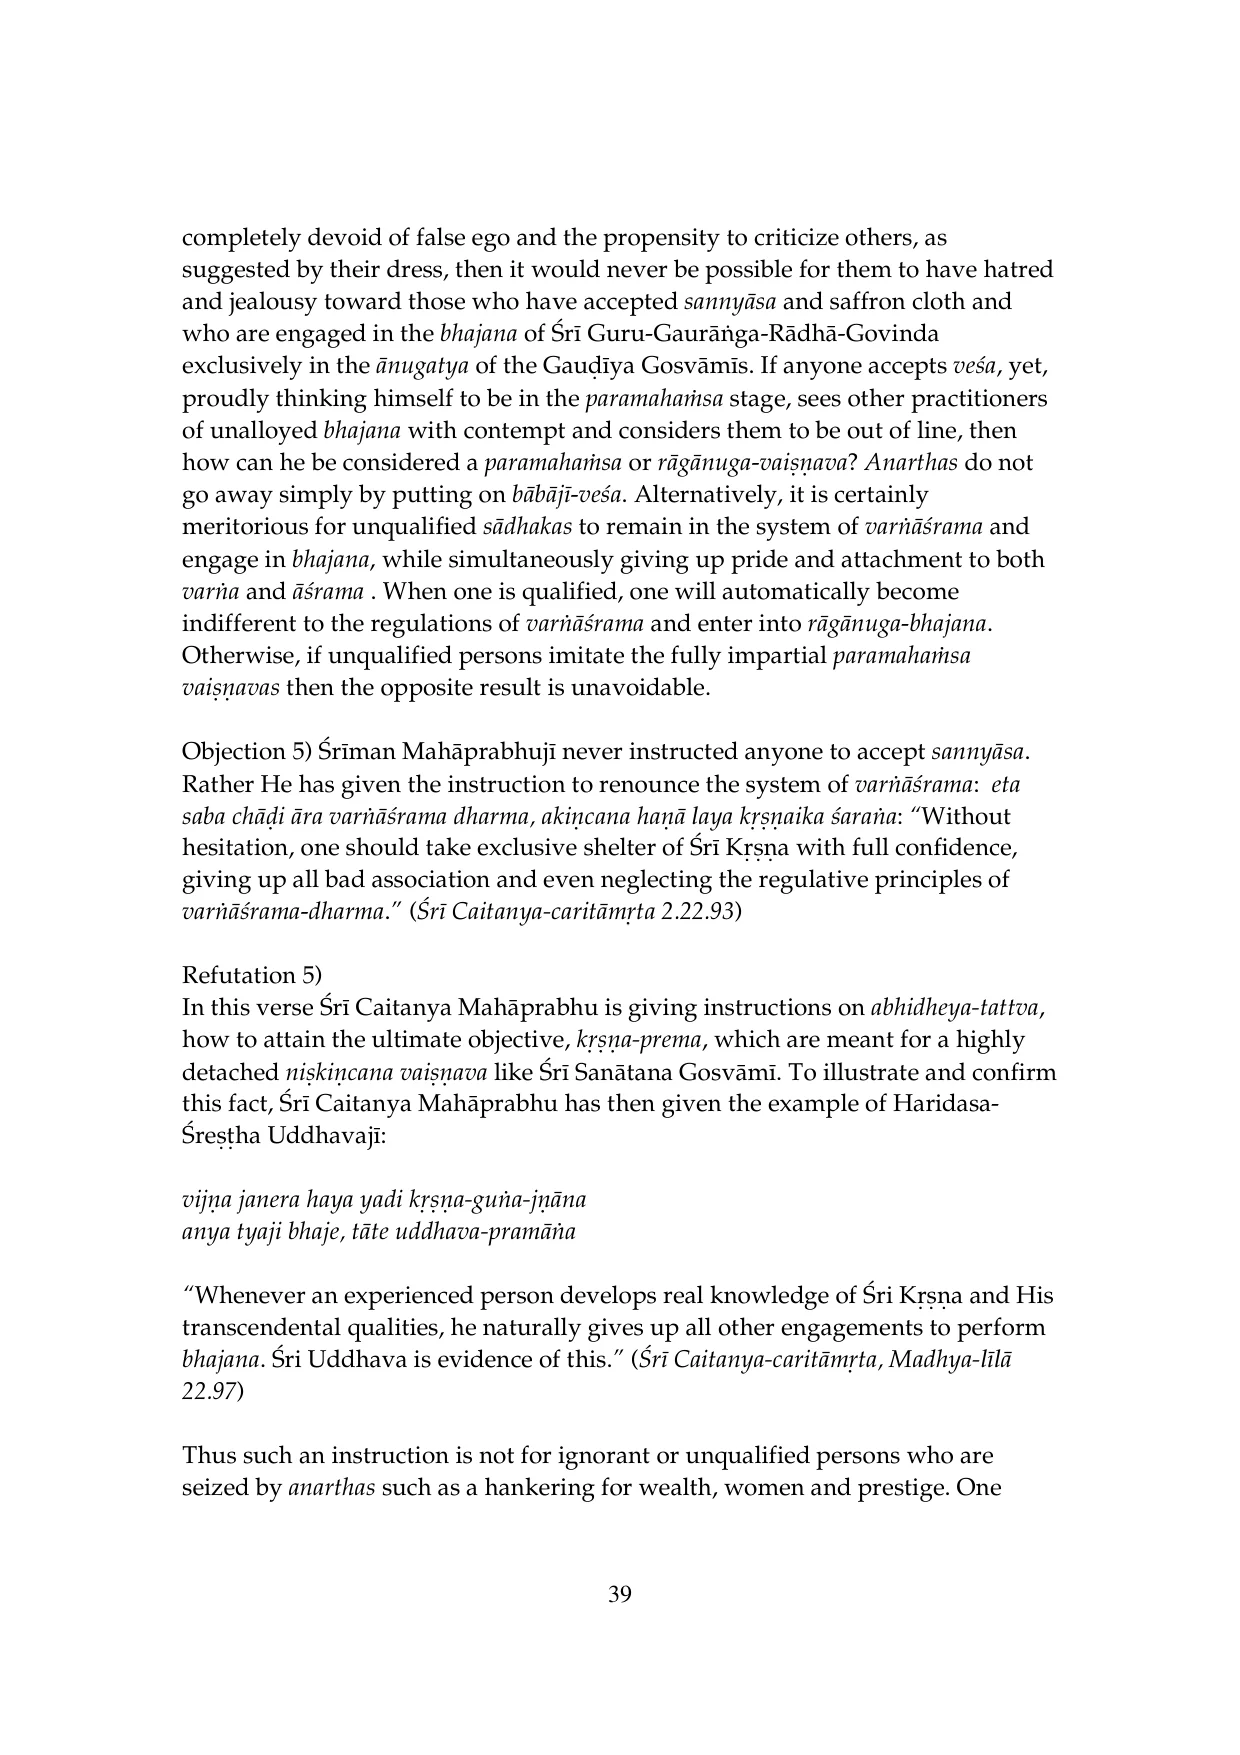 completely devoid of false ego and the propensity to criticize others, as
suggested by their dress, then it would never be possible for them to have hatred
and jealousy toward those who have accepted sannyāsa and saffron cloth and
who are engaged in the bhajana of Śrī Guru-Gaurāṅga-Rādhā-Govinda
exclusively in the ānugatya of the Gauḍīya Gosvāmīs. If anyone accepts veśa, yet,
proudly thinking himself to be in the paramahaṁsa stage, sees other practitioners
of unalloyed bhajana with contempt and considers them to be out of line, then
how can he be considered a paramahaṁsa or rāgānuga-vaiṣṇava? Anarthas do not
go away simply by putting on bābājī-veśa. Alternatively, it is certainly
meritorious for unqualified sādhakas to remain in the system of varṅāśrama and
engage in bhajana, while simultaneously giving up pride and attachment to both
varṅa and āśrama . When one is qualified, one will automatically become
indifferent to the regulations of varṅāśrama and enter into rāgānuga-bhajana.
Otherwise, if unqualified persons imitate the fully impartial paramahaṁsa
vaiṣṇavas then the opposite result is unavoidable.
Objection 5) Śrīman Mahāprabhujī never instructed anyone to accept sannyāsa.
Rather He has given the instruction to renounce the system of varṅāśrama:  eta
saba chāḍi āra varṅāśrama dharma, akiṇcana haṇā laya kṛṣṇaika śaraṅa: “Without
hesitation, one should take exclusive shelter of Śrī Kṛṣṇa with full confidence,
giving up all bad association and even neglecting the regulative principles of
varṅāśrama-dharma.” (Śrī Caitanya-caritāmṛta 2.22.93)
Refutation 5)
In this verse Śrī Caitanya Mahāprabhu is giving instructions on abhidheya-tattva,
how to attain the ultimate objective, kṛṣṇa-prema, which are meant for a highly
detached niṣkiṇcana vaiṣṇava like Śrī Sanātana Gosvāmī. To illustrate and confirm
this fact, Śrī Caitanya Mahāprabhu has then given the example of Haridasa-
Śreṣṭha Uddhavajī:
vijṇa janera haya yadi kṛṣṇa-guṅa-jṇāna
anya tyaji bhaje, tāte uddhava-pramāṅa
“Whenever an experienced person develops real knowledge of Śri Kṛṣṇa and His
transcendental qualities, he naturally gives up all other engagements to perform
bhajana. Śri Uddhava is evidence of this.” (Śrī Caitanya-caritāmṛta, Madhya-līlā
22.97)
Thus such an instruction is not for ignorant or unqualified persons who are
seized by anarthas such as a hankering for wealth, women and prestige. One
39